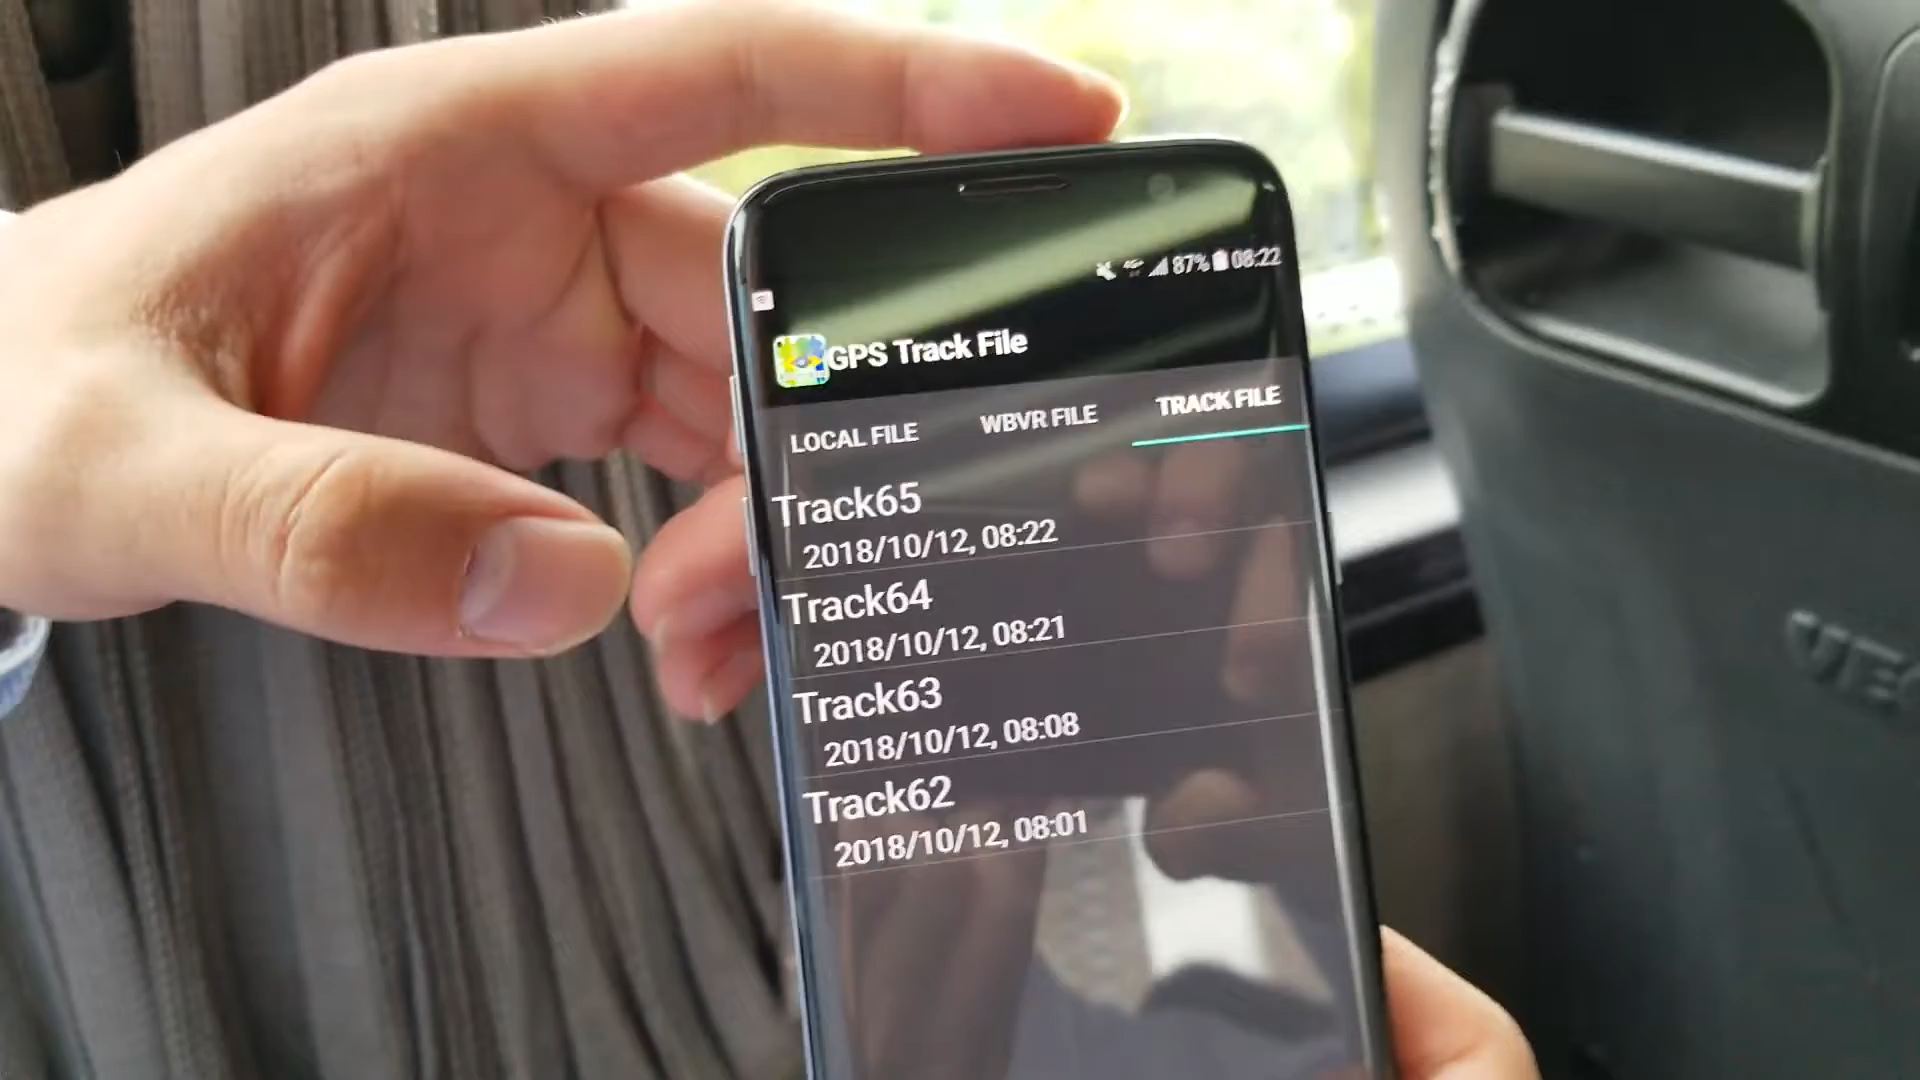 87% 08:22
GPS Track File
LOCAL FILE WBVR FILE TRACK FILE
Track65
2018/10/12, 08:22
Track64
2018/10/12, 08:21
Track63
2018/10/12, 08:08
Track62
2018/10/12, 08:01